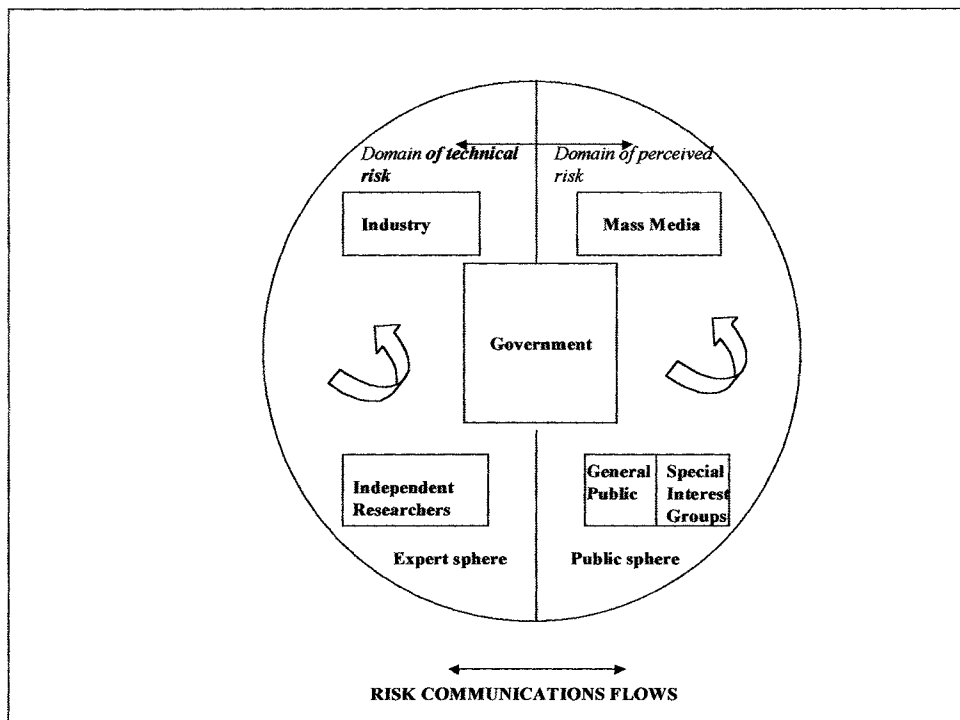 Domain of technical
risk
Domain of perceived
risk
Industry
Mass Media
Government
Independent
Researchers
General
Public
Special
Interest
Groups
Expert sphere
Public sphere
RISK COMMUNICATIONS FLOWS